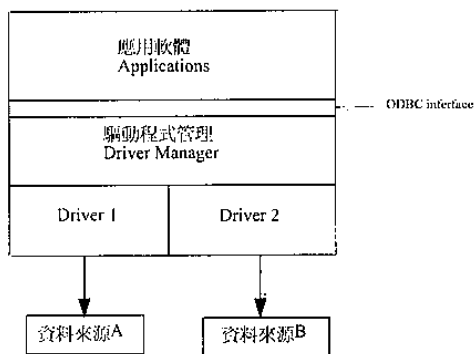 應用軟體
Applications
ODBC inferface
驅動程式管理
Driver Manager
Driver 1
Driver 2
資料來源A
資料來源B